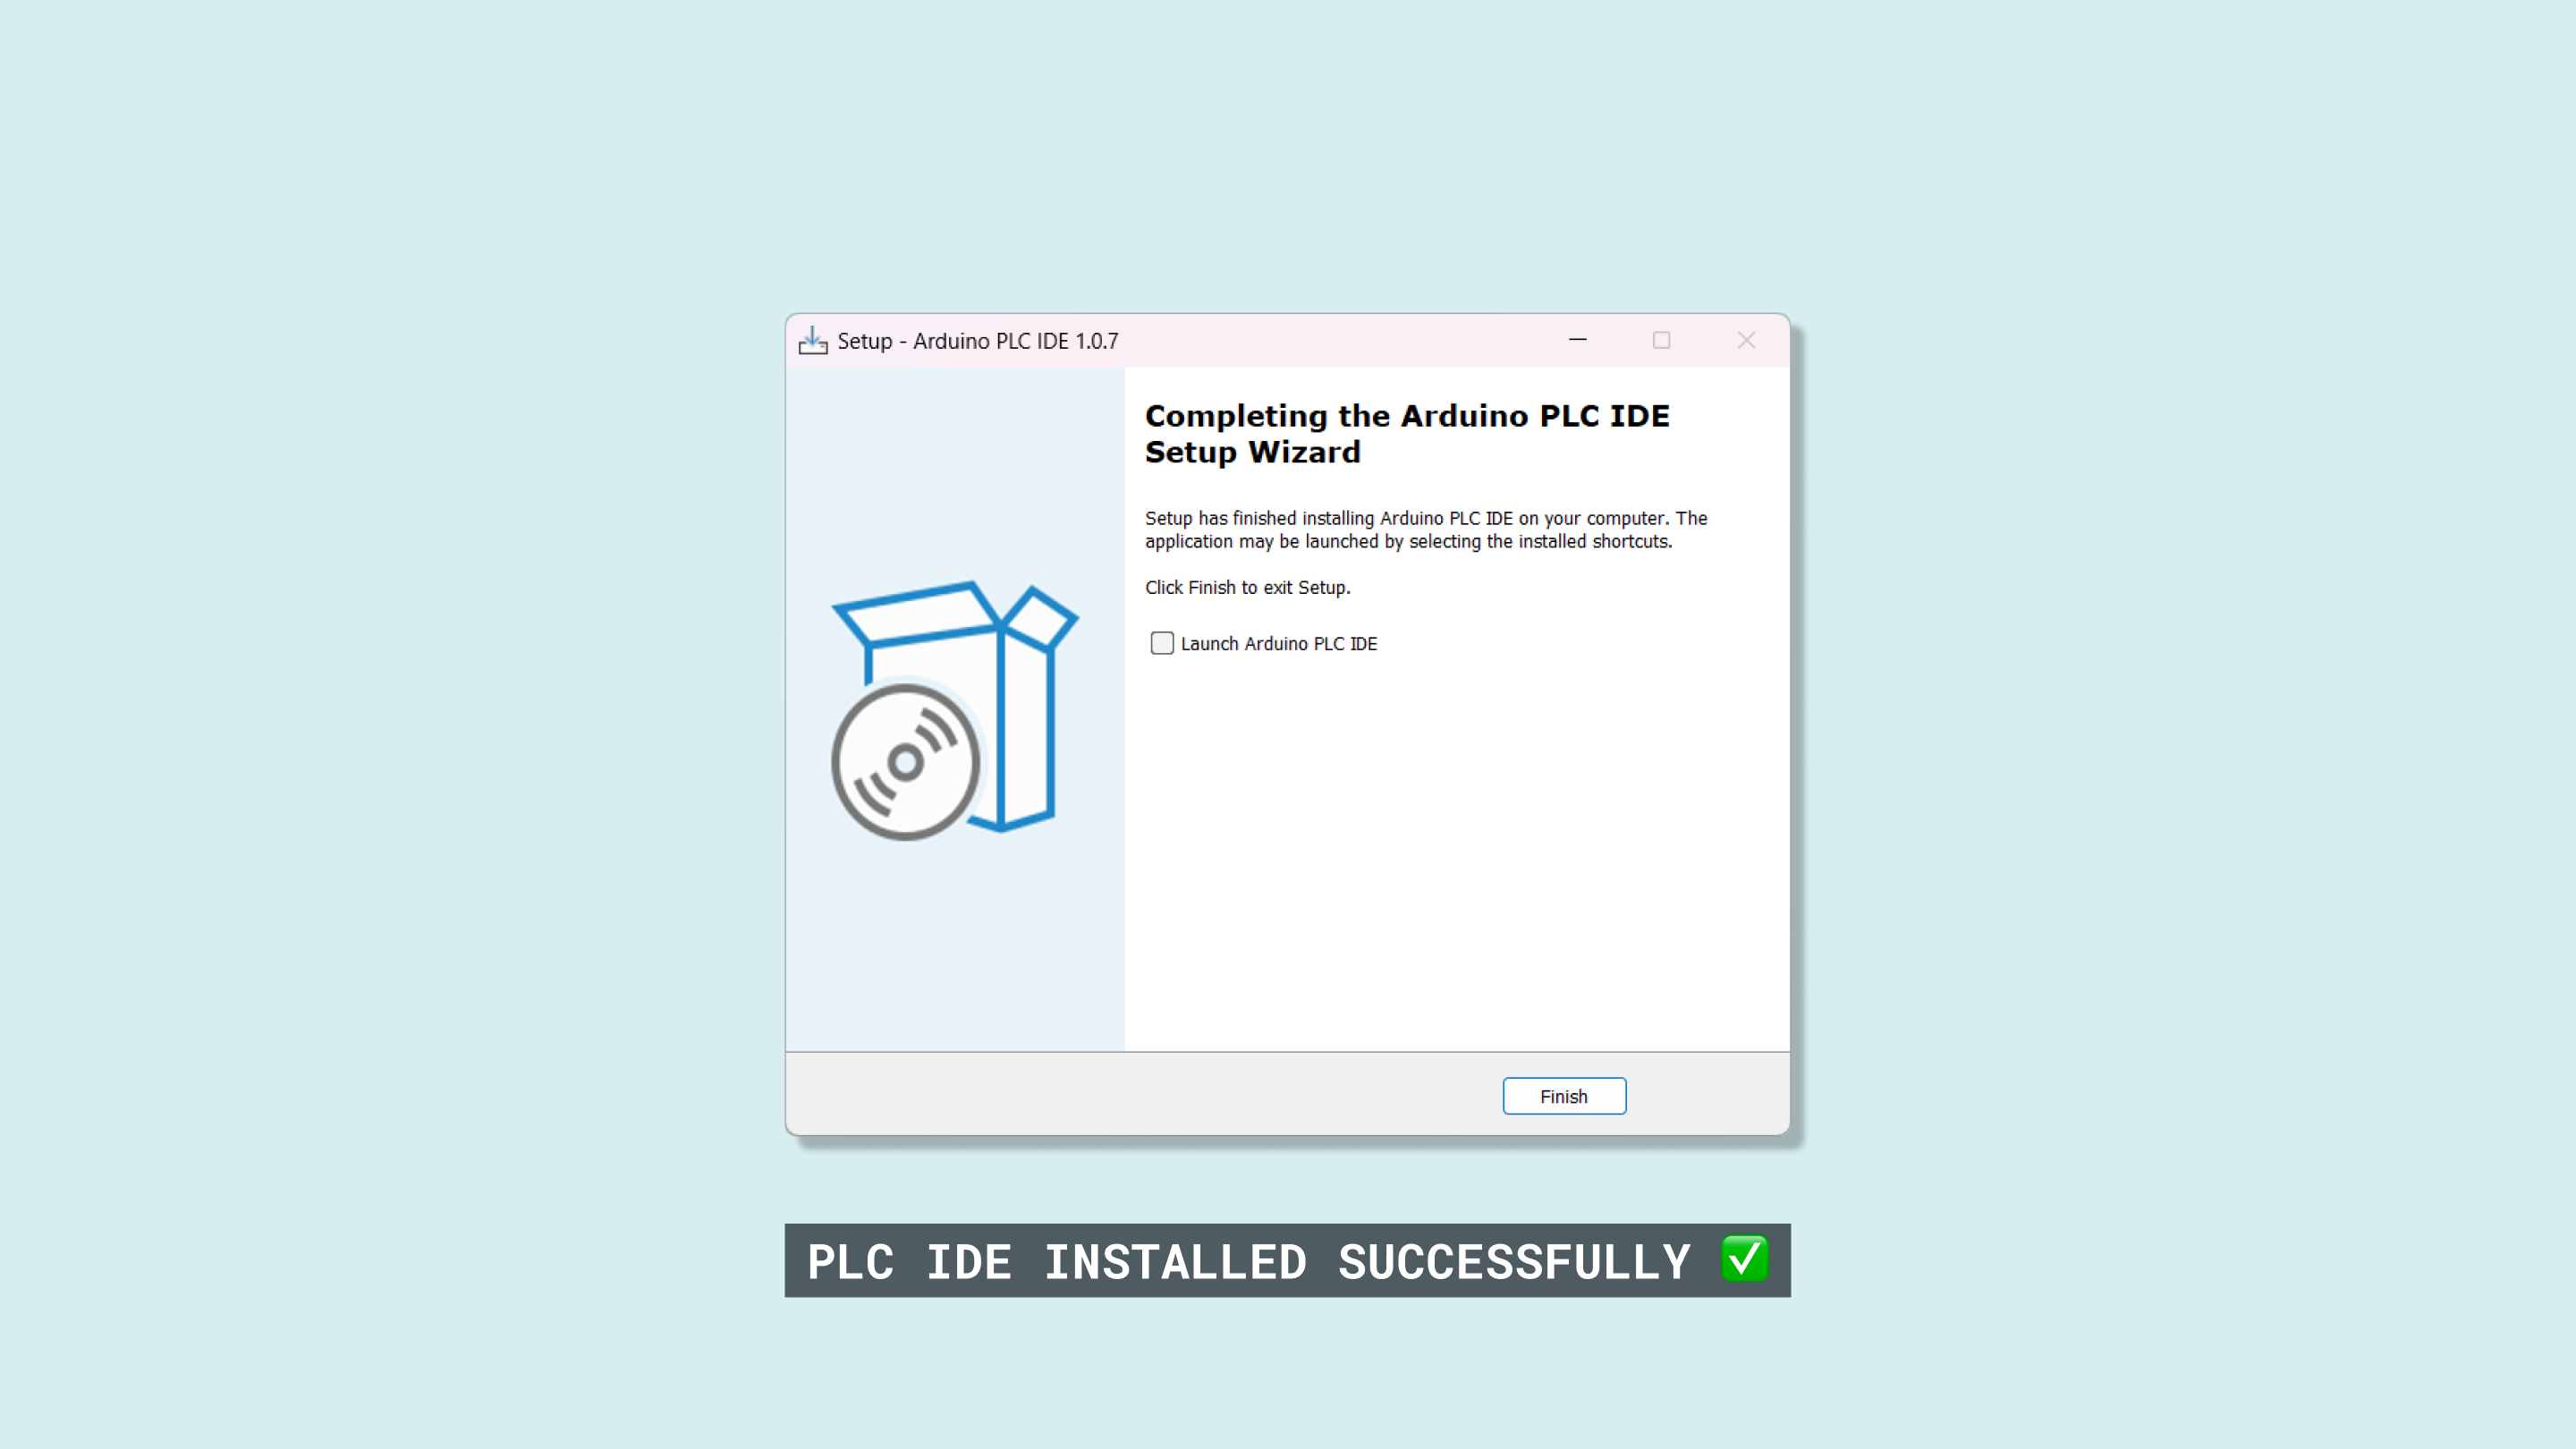 Setup - Arduino PLC IDE 1.0.7
Completing the Arduino PLC IDE
Setup Wizard
Setup has finished installing Arduino PLC IDE on your computer. The
application may be launched by selecting the installed shortcuts.
Click Finish to exit Setup.
Launch Arduino PLC IDE
Finish
PLC IDE INSTALLED SUCCESSFULLY ✅